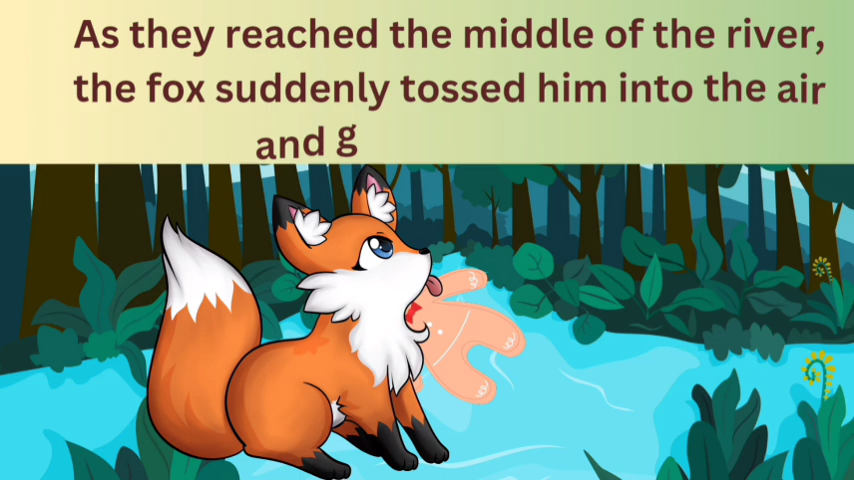 As they reached the middle of the river,
the fox suddenly tossed him into the air
and g